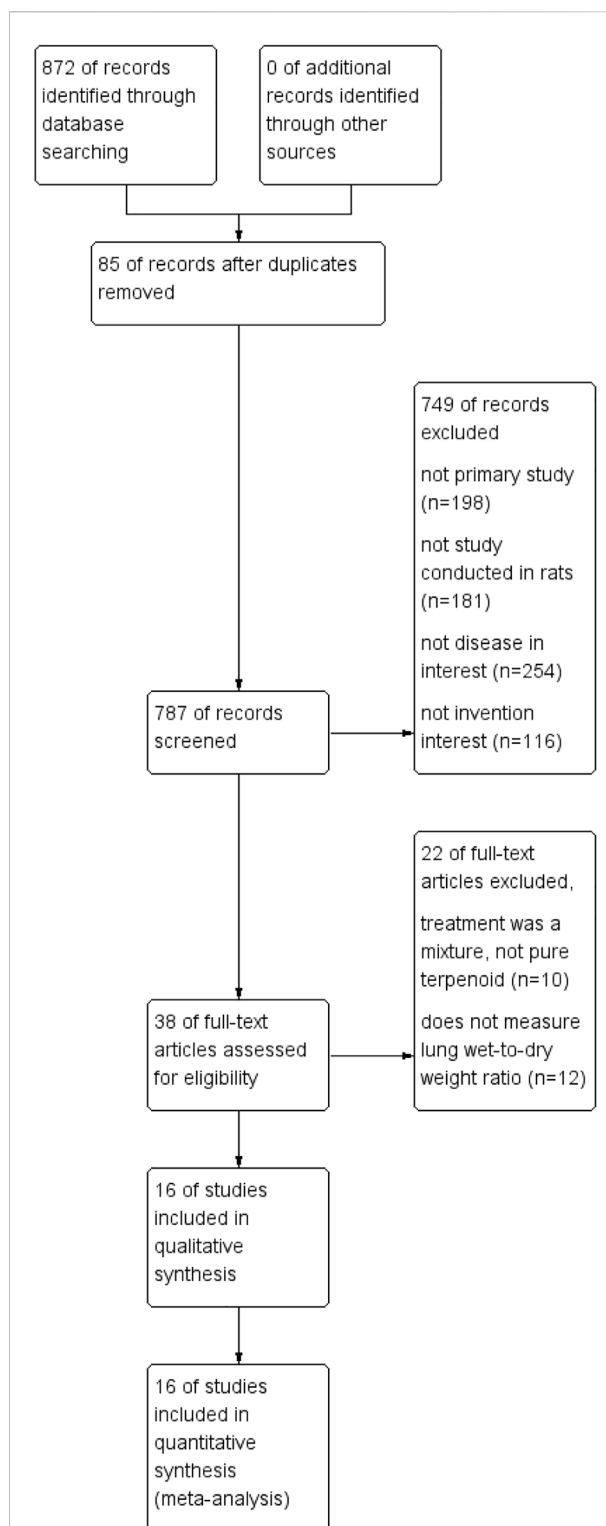 872 of records
identified through
database
searching
0 of additional
records identified
through other
sources
85 of records after duplicates
removed
749 of records
excluded
not primary study
(n=198)
not study
conducted in rats
(n=181)
not disease in
interest (n=254)
not invention
interest (n=116)
787 of records
screened
22 of full-text
articles excluded,
treatment was a
mixture, not pure
terpenoid (n=10)
does not measure
lung wet-to-dry
weight ratio (n=12)
38 of full-text
articles assessed
for eligibility
16 of studies
included in
qualitative
synthesis
16 of studies
included in
quantitative
synthesis
(meta-analysis)